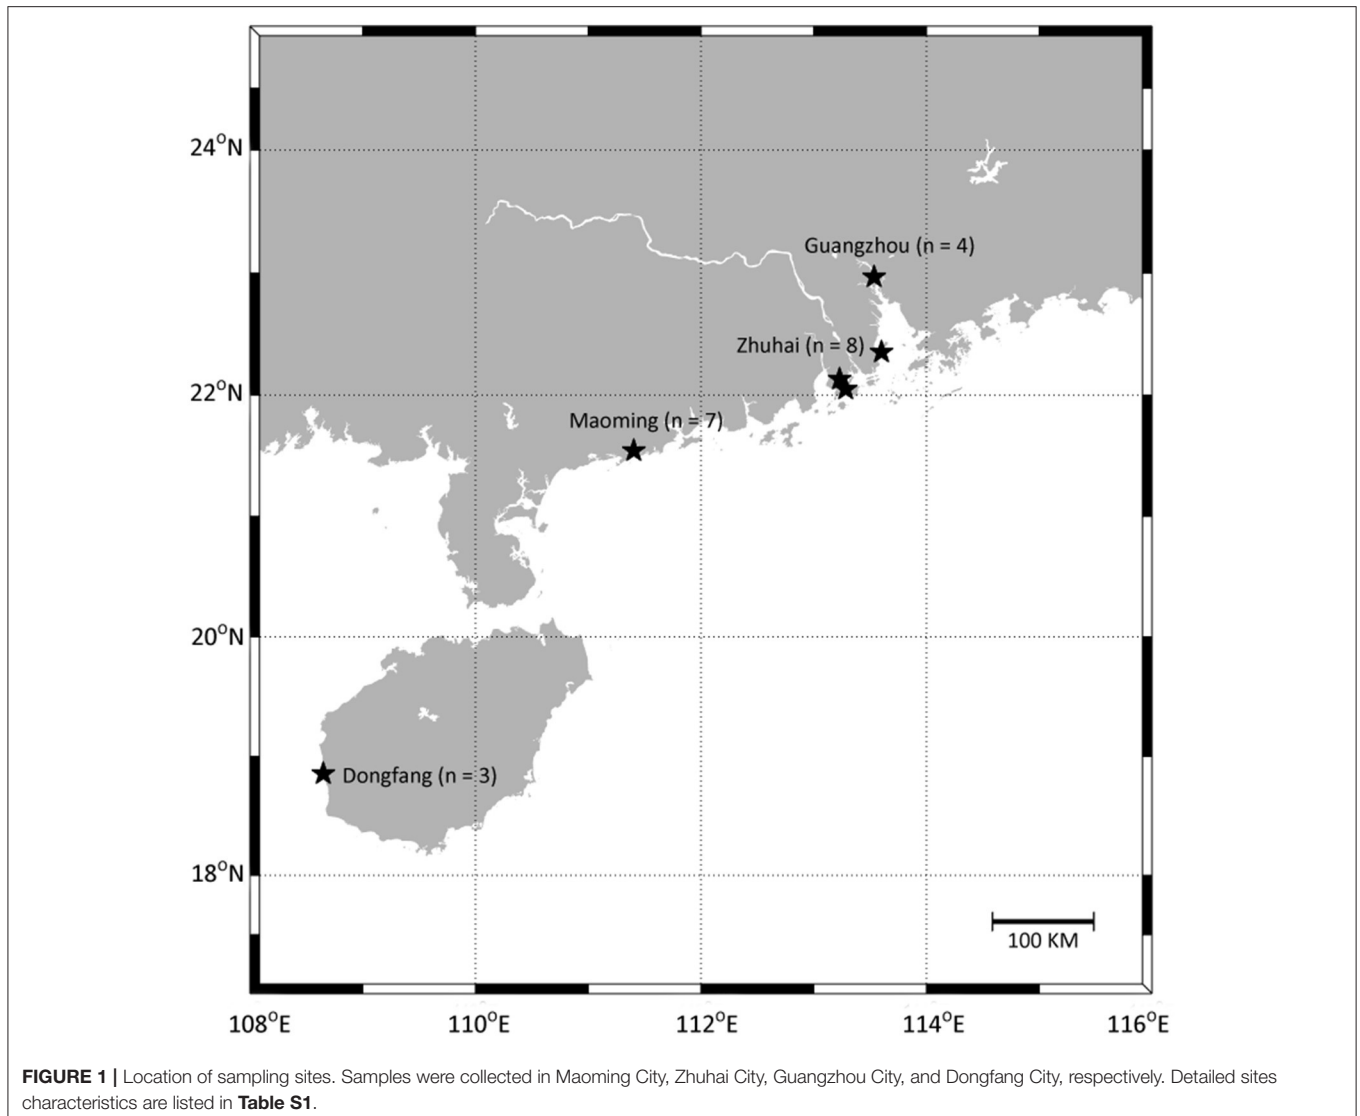 24°N
Guangzhou (n = 4)
Zhuhai (n = 8)
22°N
Maoming (n = 7)
20°N
Dongfang (n = 3)
18°N
100 KM
108°E 110°E 112°E 114°E 116°E
FIGURE 1 | Location of sampling sites. Samples were collected in Maoming City, Zhuhai City, Guangzhou City, and Dongfang City, respectively. Detailed sites
characteristics are listed in Table S1.